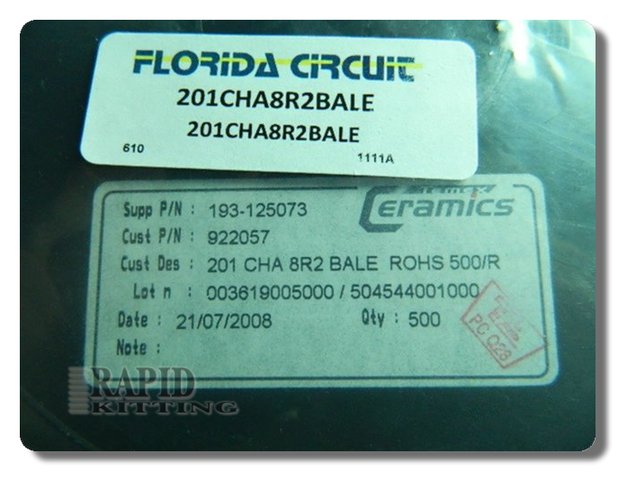 FLORIDA CIRCUIT
201CHA8R2BALE
201CHA8R2BALE
610 1111A
Ceramics
Supp P/N : 193-125073
Cust P/N : 922057
Cust Des : 201 CHA 8R2 BALE ROHS 500/R
Lot n : 003619005000 / 504544001000
Date : 21/07/2008 Qty : 500
PC Q28
Note :
RAPID
KITTING